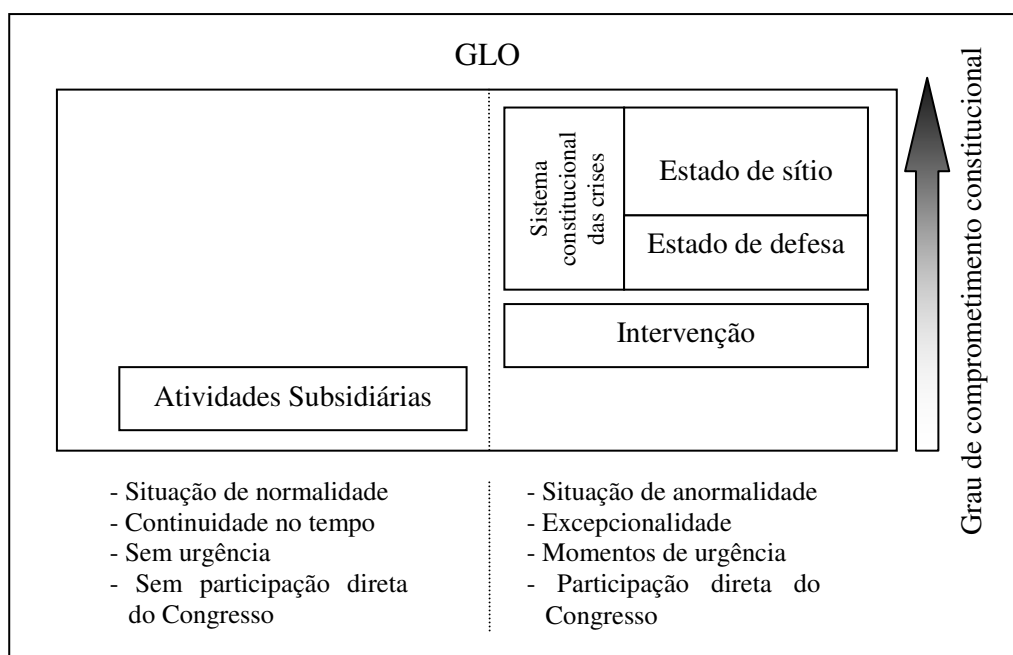 GLO
Sistema
constitucional
das crises
Estado de sítio
Estado de defesa
Intervenção
Atividades Subsidiárias
Grau de comprometimento constitucional
- Situação de normalidade
- Continuidade no tempo
- Sem urgência
- Sem participação direta
do Congresso
- Situação de anormalidade
- Excepcionalidade
- Momentos de urgência
- Participação direta do
Congresso